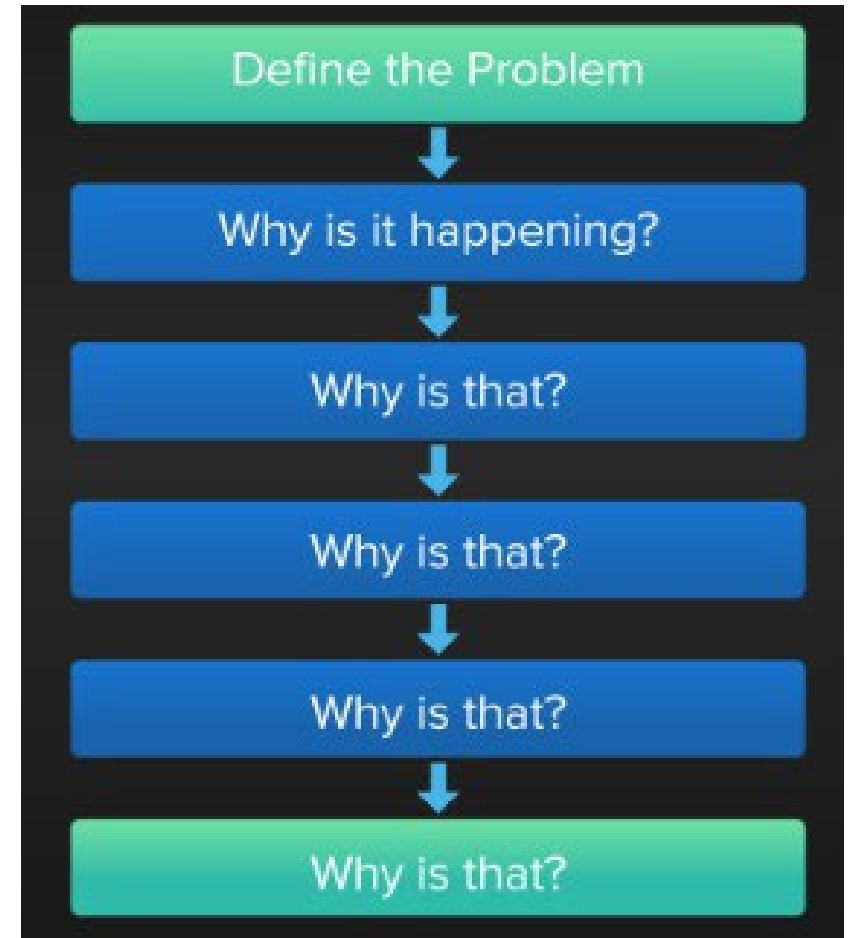 Define the Problem
Why is it happening?
Why is that?
Why is that?
Why is that?
Why is that?